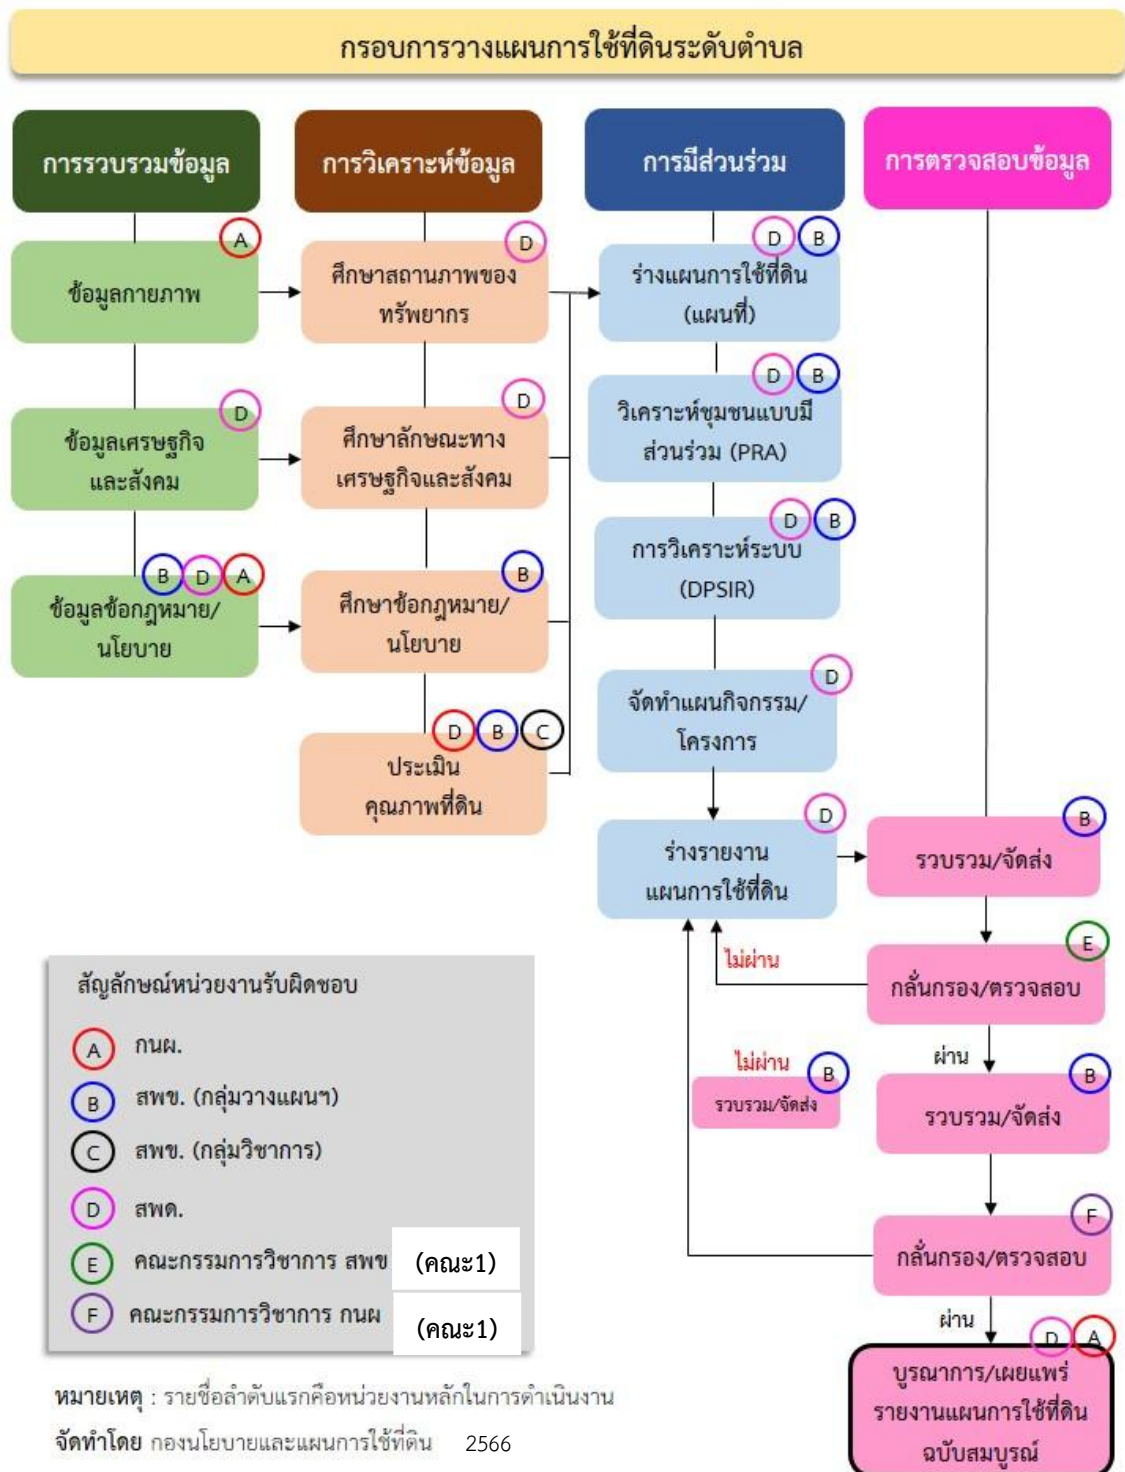 กรอบการวางแผนการใช้ที่ดินระดับตำบล
การรวบรวมข้อมูล
การวิเคราะห์ข้อมูล
การมีส่วนร่วม
การตรวจสอบข้อมูล
A
ข้อมูลกายภาพ
D
ศึกษาสถานภาพของ
ทรัพยากร
D B
ร่างแผนการใช้ที่ดิน
(แผนที่)
D
ข้อมูลเศรษฐกิจ
และสังคม
D
ศึกษาลักษณะทาง
เศรษฐกิจและสังคม
D B
วิเคราะห์ชุมชนแบบมี
ส่วนร่วม (PRA)
B D A
ข้อมูลข้อกฎหมาย/
นโยบาย
B
ศึกษาข้อกฎหมาย/
นโยบาย
D B
การวิเคราะห์ระบบ
(DPSIR)
D B C
ประเมิน
คุณภาพที่ดิน
D
จัดทำแผนกิจกรรม/
โครงการ
D
ร่างรายงาน
แผนการใช้ที่ดิน
B
รวบรวม/จัดส่ง
ไม่ผ่าน
E
กลั่นกรอง/ตรวจสอบ
ผ่าน
ไม่ผ่าน
B
รวบรวม/จัดส่ง
B
รวบรวม/จัดส่ง
F
กลั่นกรอง/ตรวจสอบ
ผ่าน
D A
บูรณาการ/เผยแพร่
รายงานแผนการใช้ที่ดิน
ฉบับสมบูรณ์
สัญลักษณ์หน่วยงานรับผิดชอบ
A กนผ.
B สพข. (กลุ่มวางแผนฯ)
C สพข. (กลุ่มวิชาการ)
D สพด.
E คณะกรรมการวิชาการ สพข (คณะ1)
F คณะกรรมการวิชาการ กนผ (คณะ1)
หมายเหตุ : รายชื่อลำดับแรกคือหน่วยงานหลักในการดำเนินงาน
จัดทำโดย กองนโยบายและแผนการใช้ที่ดิน 2566